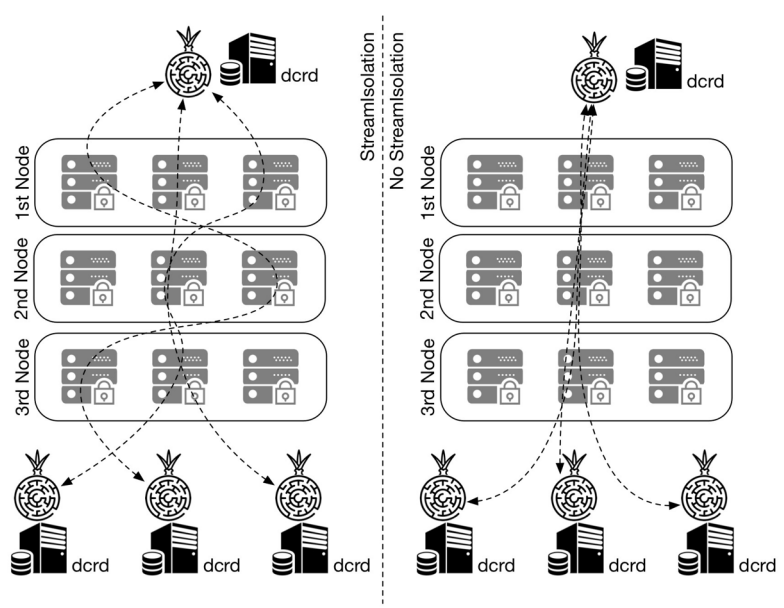 dcrd
StreamIsolation
No StreamIsolation
dcrd
1st Node
2nd Node
3rd Node
1st Node
2nd Node
3rd Node
dcrd
dcrd
dcrd
dcrd
dcrd
dcrd